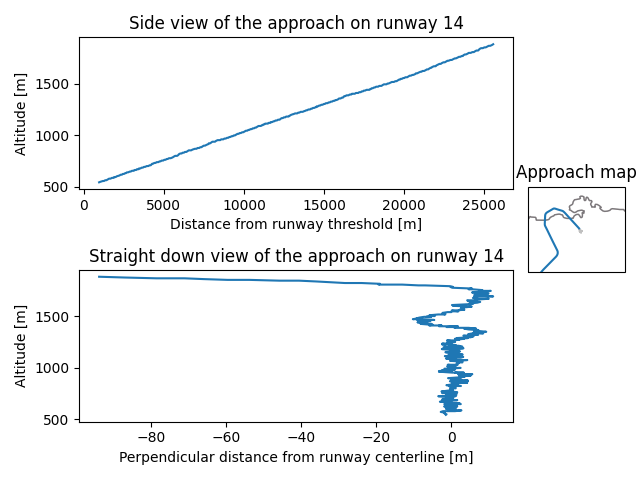 Side view of the approach on runway 14
Altitude [m]
1500
1000
500
0
5000
10000
15000
20000
25000
Distance from runway threshold [m]
Approach map
Straight down view of the approach on runway 14
Altitude [m]
1500
1000
500
−80
−60
−40
−20
0
Perpendicular distance from runway centerline [m]